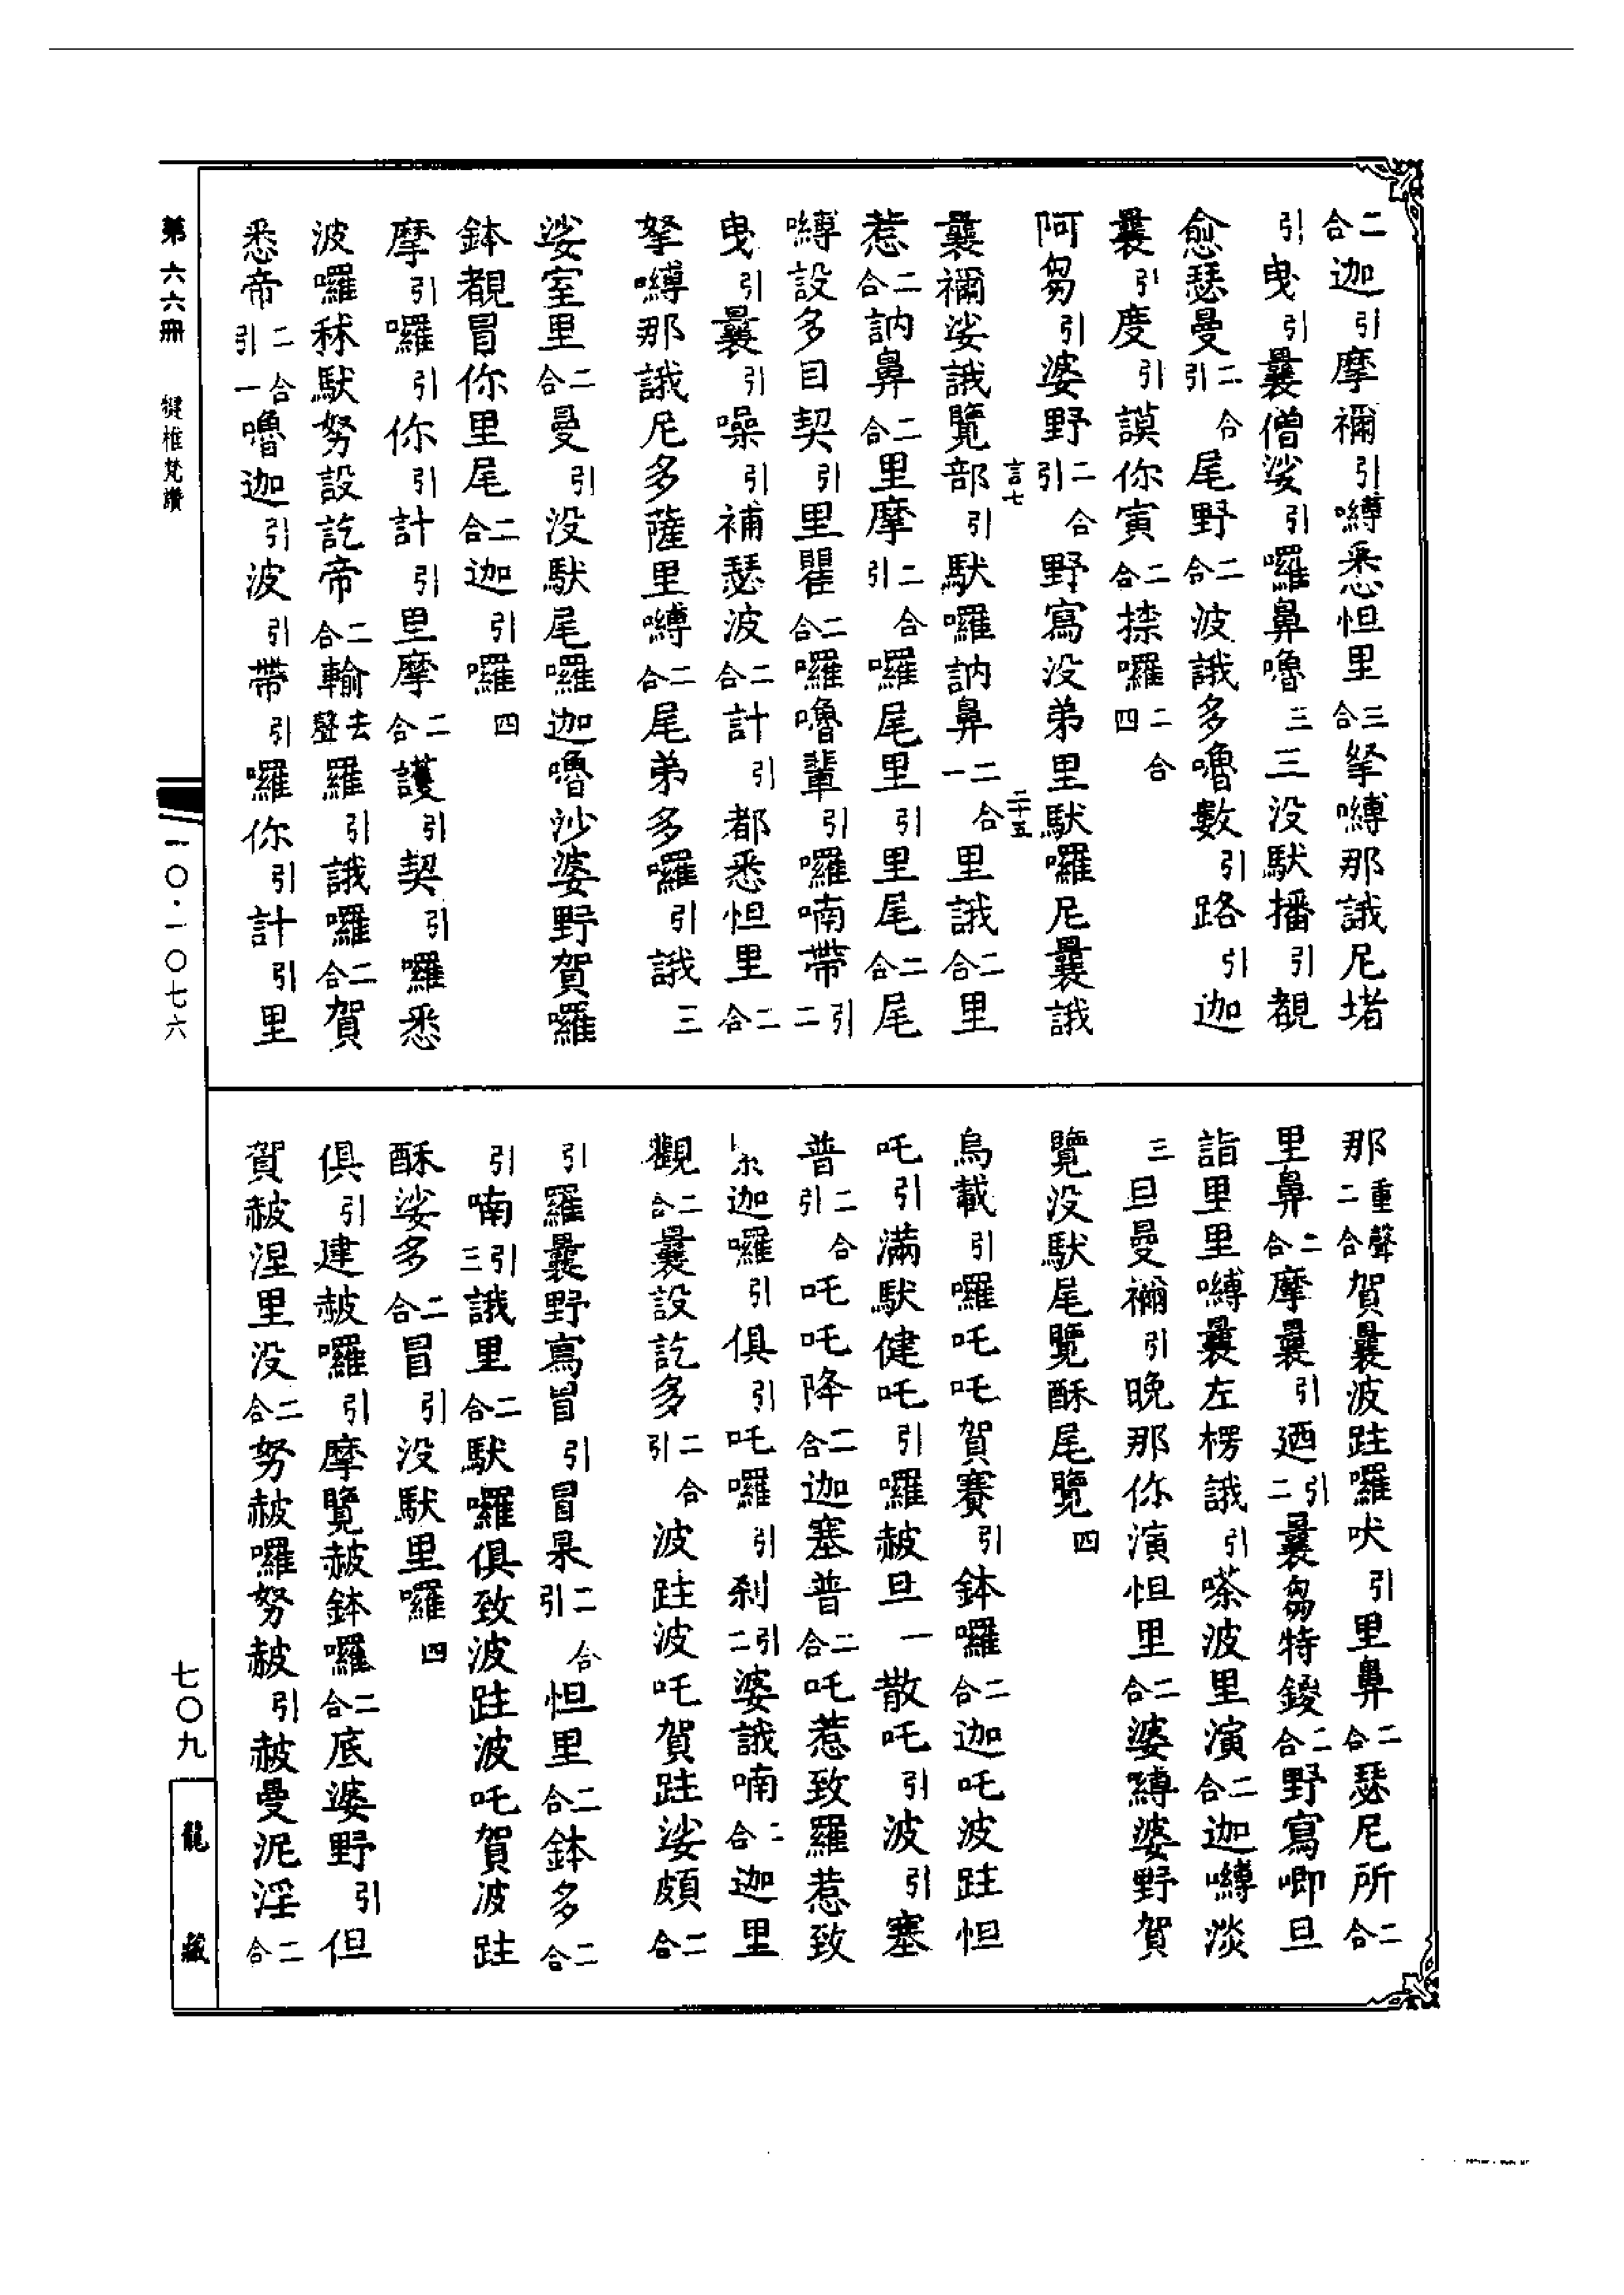 二合迦引摩禰引嚩悉怛里三合拏嚩那誐尼堵
引曳引曩僧娑引囉鼻嚕三三没馱播引覩
愈瑟曼二合引尾野二合波誐多嚕數引路引迦
曩引度引謨你寅二合捺囉二合四
阿芻引婆野二合引野寫没弟里馱囉尼曩誐
曩禰娑誐覽部引馱囉訥鼻二合一里誐二合里
惹二合訥鼻二合里摩二合引囉尾里引里尾二合尾
嚩設多目契引里瞿二合囉嚕輩引囉喃帶引二
曳引曩引噪引補瑟波二合計引都悉怛里二合
拏嚩那誐尼多薩里嚩二合尾弟多囉引誐三
娑室里二合曼引没馱尾囉迦嚕沙婆野賀囉
鉢覩冒你里尾二合迦引囉四
摩引囉引你引計引里摩二合護引契引囉悉
波囉秫馱努設訖帝二合輸去聲羅引誐囉二合賀
悉帝二合引一嚕迦引波引帶引囉你引計引里
第六六冊 犍椎梵讚 一〇·一〇七六
那重聲二合賀曩波跓囉吠引里鼻二合瑟尼所二合
里鼻二合摩曩引廼引二曩芻特鋑二合野寫唧旦
詣里里嚩曩左楞誐引嗏波里演二合迦嚩淡
三旦曼禰引晚那你演怛里二合婆縛婆野賀
覽没馱尾覽酥尾覽四
烏載引囉吒吒賀賽引鉢囉二合迦吒波跓怛
吒引滿馱健吒引囉赦旦一散吒引波引塞
普二合引吒吒降二合迦塞普二合吒惹致羅惹致
迦囉引俱引吒囉引刹引二婆誐喃二合迦里
觀二合曩設訖多二合引波跓波吒賀跓娑頗二合
引羅曩野寫冒引冒杲二合引怛里二合鉢多二合
引喃引三誐里二合馱囉俱致波跓波吒賀波跓
酥娑多二合冒引没馱里囉四
俱引建赦囉引摩覽赦鉢囉二合底婆野引但
賀赦涅里没二合努赦囉努赦引赦曼泥淫二合
七〇九
龍藏